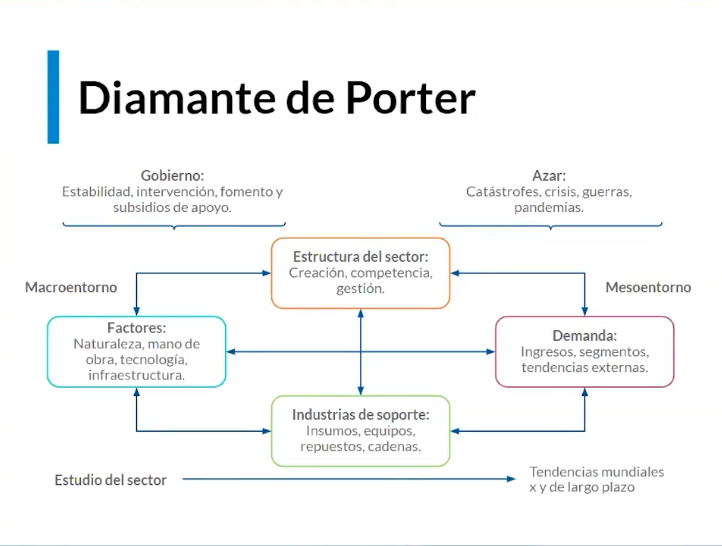 Diamante de Porter
Gobierno:
Estabilidad, intervención, fomento y
subsidios de apoyo.
Azar:
Catástrofes, crisis, guerras,
pandemias.
Estructura del sector:
Creación, competencia,
gestión.
Macroentorno
Mesoentorno
Factores:
Naturaleza, mano de
obra, tecnología,
infraestructura.
Demanda:
Ingresos, segmentos,
tendencias externas.
Industrias de soporte:
Insumos, equipos,
repuestos, cadenas.
Estudio del sector
Tendencias mundiales
x y de largo plazo